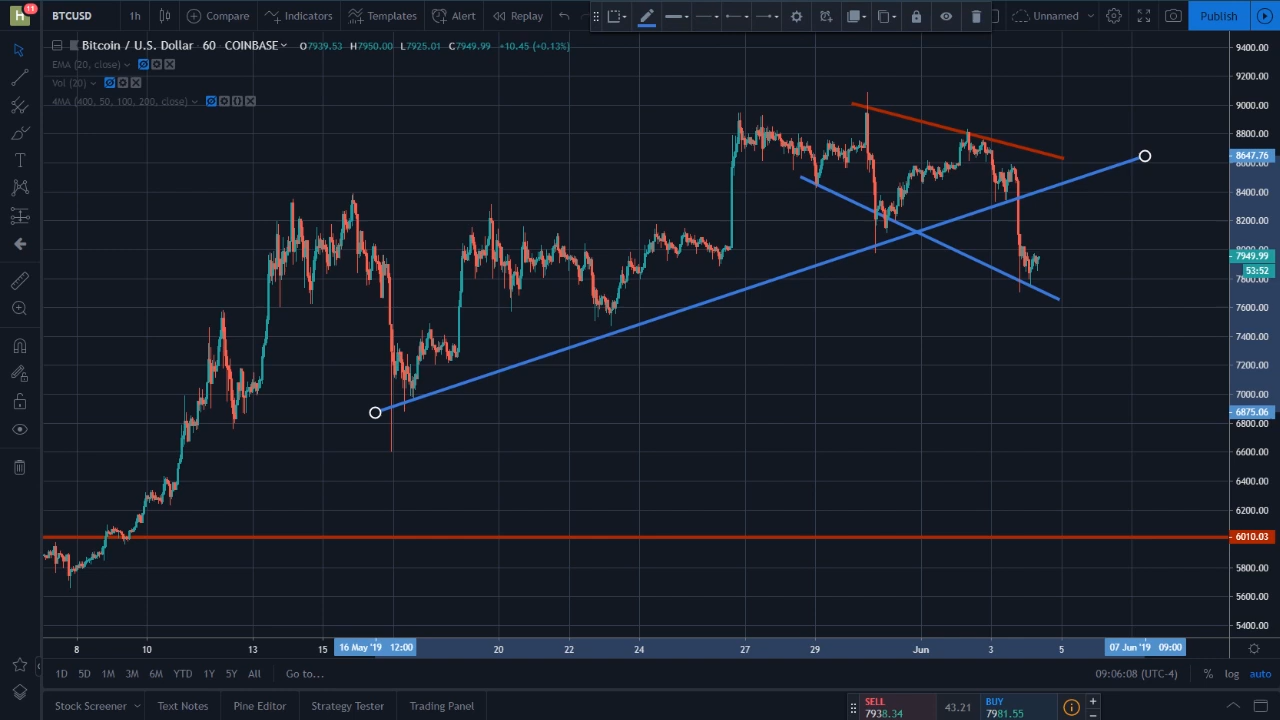 11
BTCUSD 1h Compare Indicators Templates Alert Replay Unnamed Publish
Bitcoin / U.S. Dollar · 60 · COINBASE O7939.53 H7950.00 L7925.01 C7949.99 +10.45 (+0.13%)
EMA (20, close)
Vol (20)
4MA (400, 50, 100, 200, close)
9400.00
9200.00
9000.00
8800.00
8647.76
8600.00
8400.00
8200.00
8000.00
7949.99
53:52
7800.00
7600.00
7400.00
7200.00
7000.00
6875.06
6800.00
6600.00
6400.00
6200.00
6010.03
5800.00
5600.00
5400.00
8 10 13 15 16 May '19 12:00 20 22 24 27 29 Jun 3 5 07 Jun '19 09:00
1D 5D 1M 3M 6M YTD 1Y 5Y All Go to... 09:06:08 (UTC-4) % log auto
Stock Screener Text Notes Pine Editor Strategy Tester Trading Panel
SELL
7938.34
43.21
BUY
7981.55